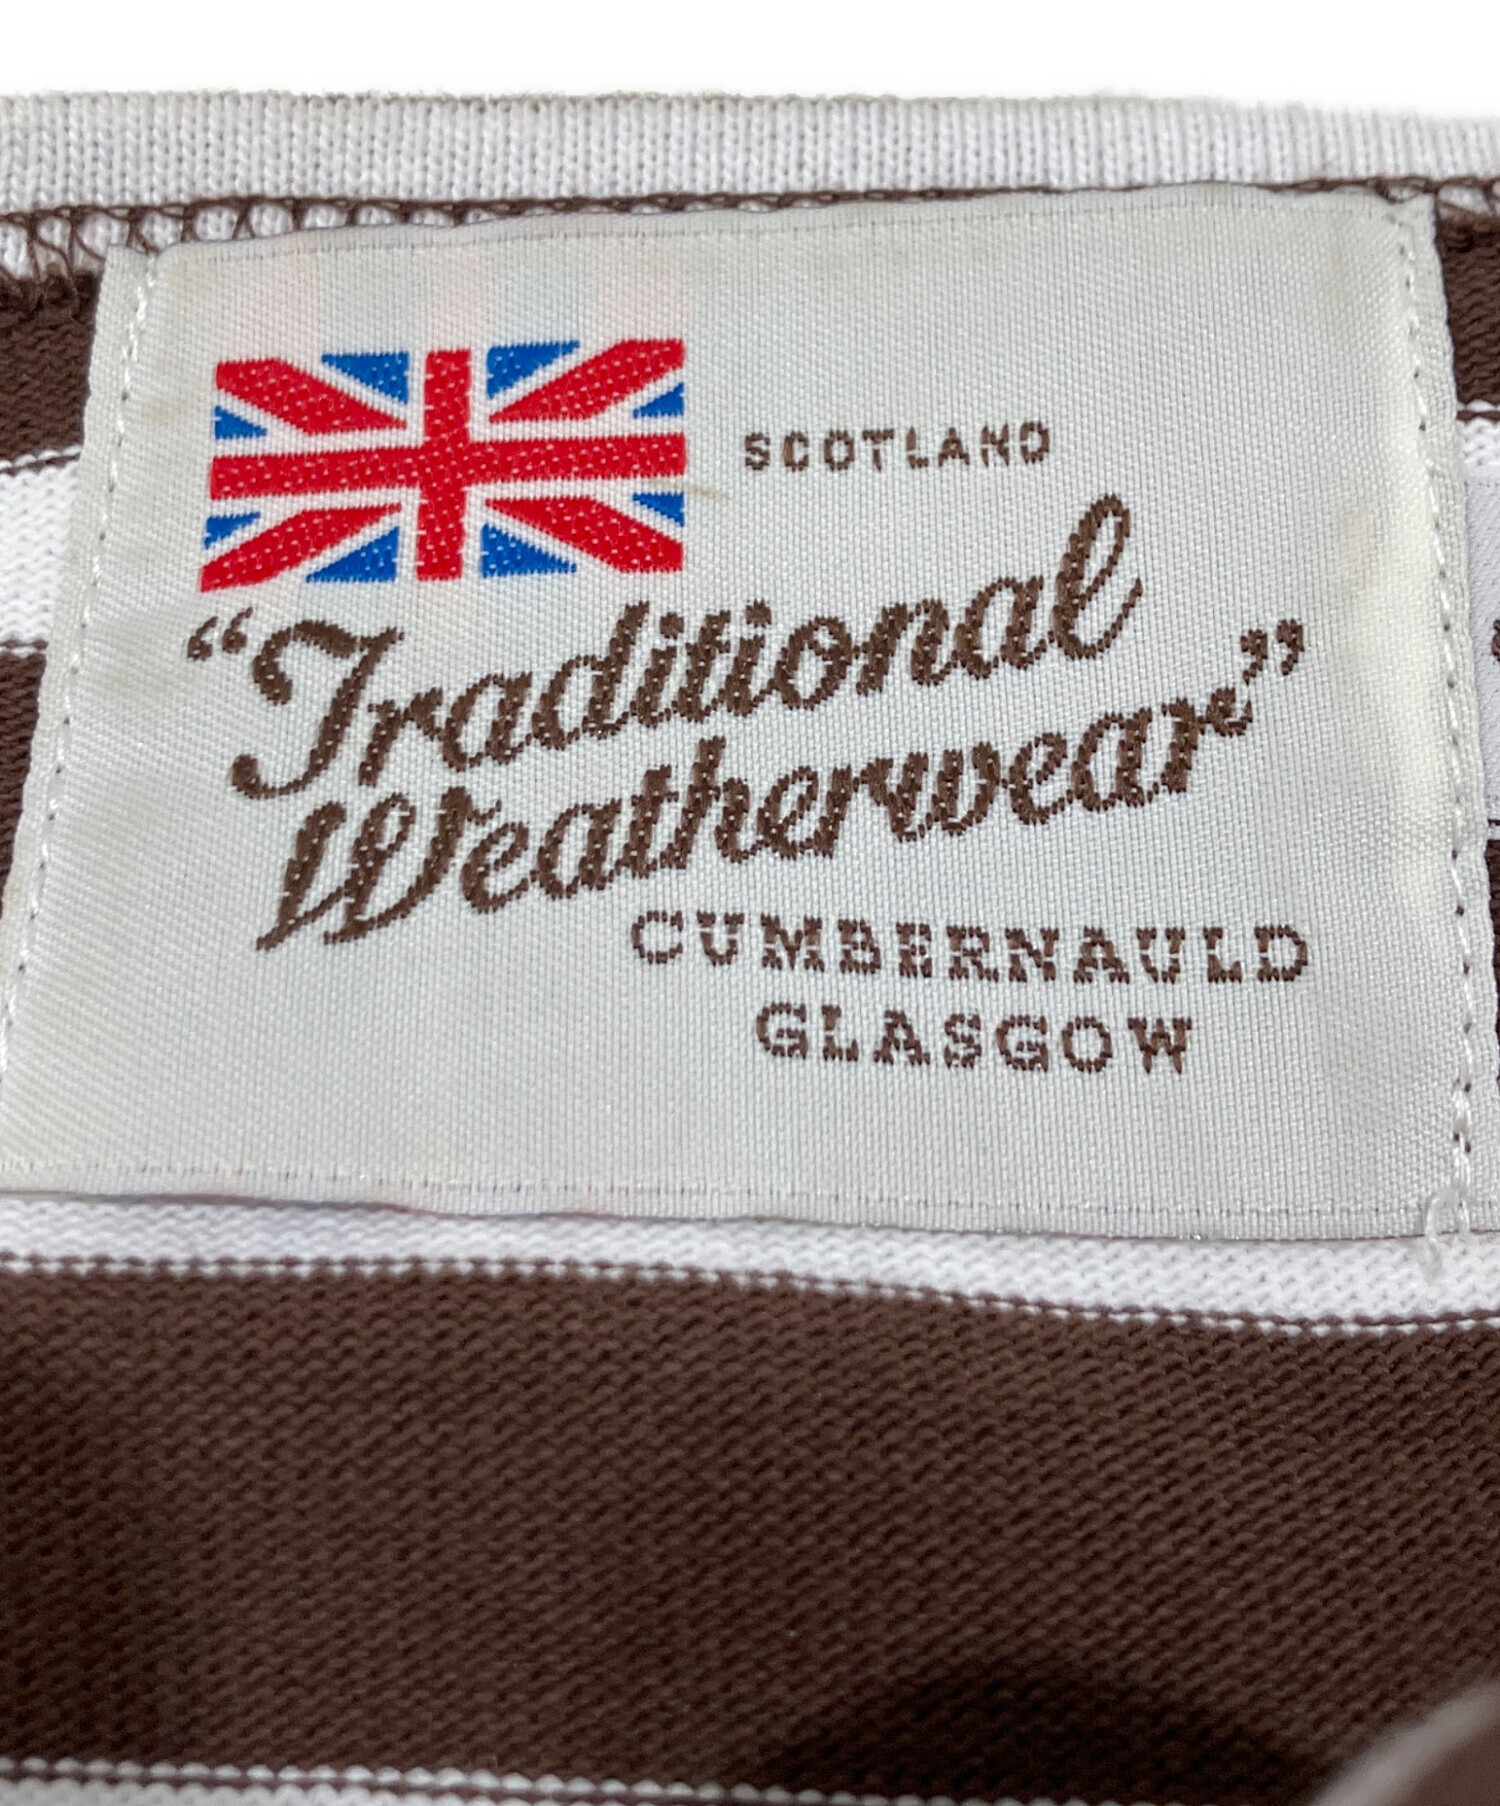 SCOTLAND
“Traditional
Weatherwear”
CUMBERNAULD
GLASGOW